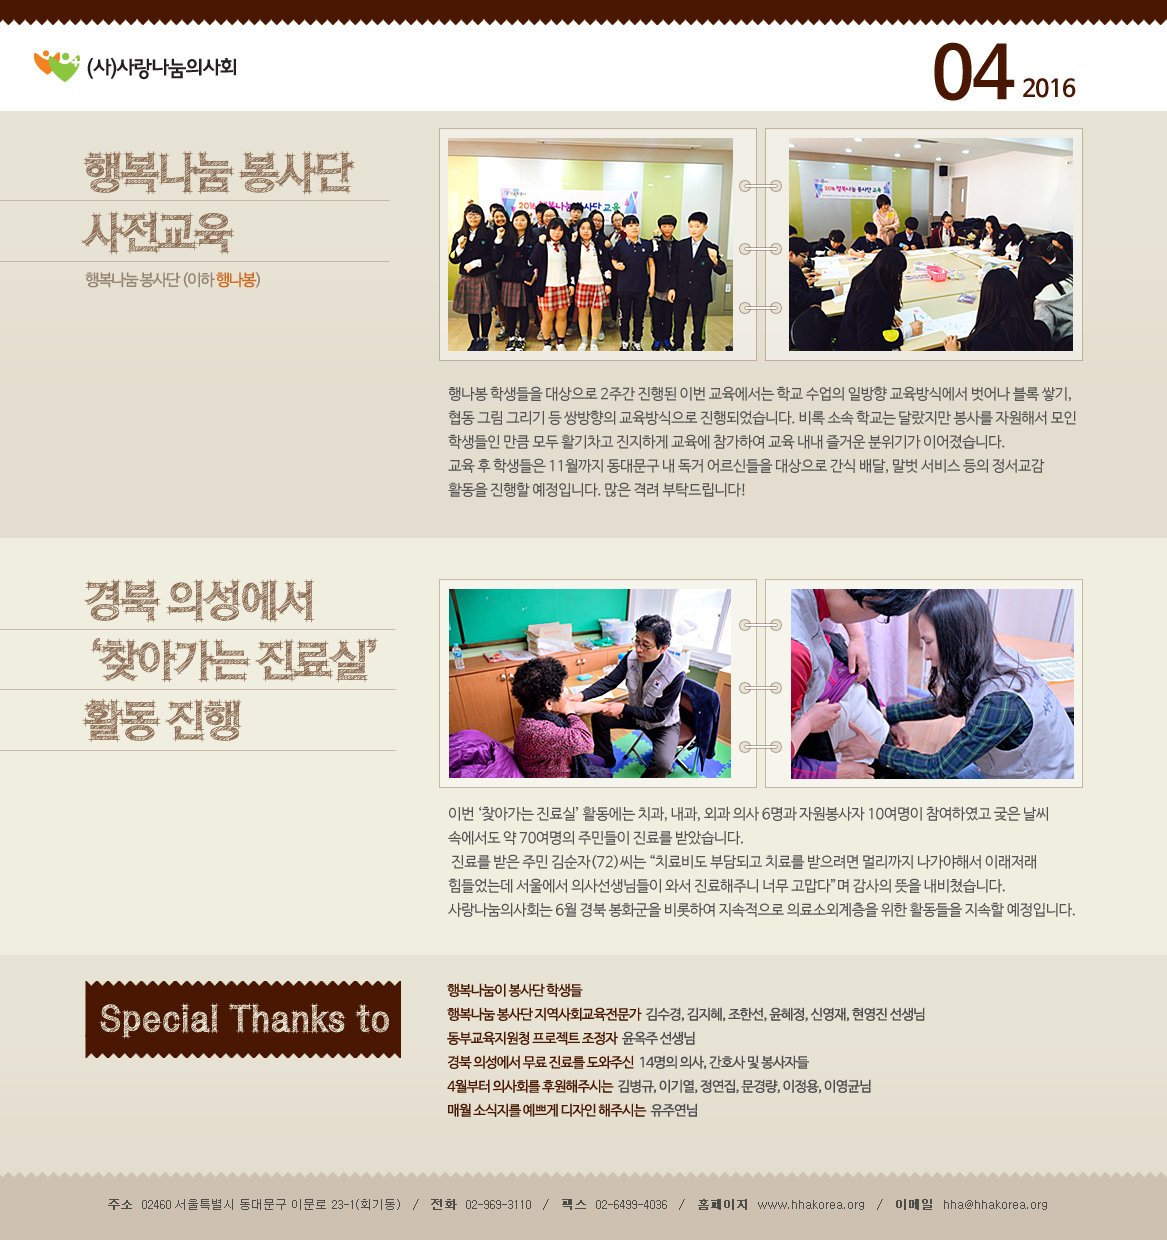 (사)사랑나눔의사회
04 2016
행복나눔 봉사단
사전교육
행복나눔 봉사단 (이하 행나봉)
2016 행복나눔 봉사단 교육
2016 행복나눔 봉사단 교육
행나봉 학생들을 대상으로 2주간 진행된 이번 교육에서는 학교 수업의 일방향 교육방식에서 벗어나 블록 쌓기,
협동 그림 그리기 등 쌍방향의 교육방식으로 진행되었습니다. 비록 소속 학교는 달랐지만 봉사를 자원해서 모인
학생들인 만큼 모두 활기차고 진지하게 교육에 참가하여 교육 내내 즐거운 분위기가 이어졌습니다.
교육 후 학생들은 11월까지 동대문구 내 독거 어르신들을 대상으로 간식 배달, 말벗 서비스 등의 정서교감
활동을 진행할 예정입니다. 많은 격려 부탁드립니다!
경북 의성에서
‘찾아가는 진료실’
활동 진행
이번 ‘찾아가는 진료실’ 활동에는 치과, 내과, 외과 의사 6명과 자원봉사자 10여명이 참여하였고 궂은 날씨
속에서도 약 70여명의 주민들이 진료를 받았습니다.
진료를 받은 주민 김순자(72)씨는 “치료비도 부담되고 치료를 받으려면 멀리까지 나가야해서 이래저래
힘들었는데 서울에서 의사선생님들이 와서 진료해주니 너무 고맙다”며 감사의 뜻을 내비쳤습니다.
사랑나눔의사회는 6월 경북 봉화군을 비롯하여 지속적으로 의료소외계층을 위한 활동들을 지속할 예정입니다.
Special Thanks to
행복나눔이 봉사단 학생들
행복나눔 봉사단 지역사회교육전문가 김수경, 김지혜, 조한선, 윤혜정, 신영재, 현영진 선생님
동부교육지원청 프로젝트 조정자 윤옥주 선생님
경북 의성에서 무료 진료를 도와주신 14명의 의사, 간호사 및 봉사자들
4월부터 의사회를 후원해주시는 김병규, 이기열, 정연집, 문경량, 이정용, 이영균님
매월 소식지를 예쁘게 디자인 해주시는 유주연님
주소 02460 서울특별시 동대문구 이문로 23-1(회기동) / 전화 02-969-3110 / 팩스 02-6499-4036 / 홈페이지 www.hhakorea.org / 이메일 hha@hhakorea.org